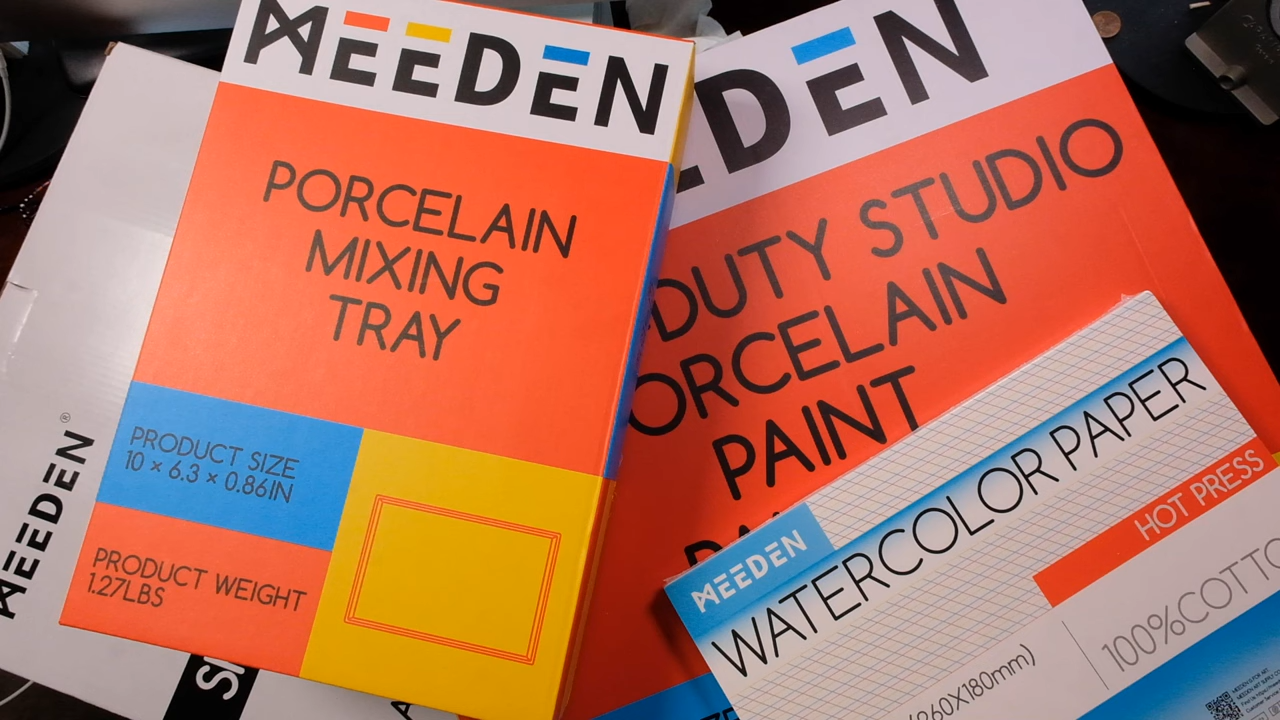 MEEDEN
PORCELAIN
MIXING
TRAY
PRODUCT SIZE
10 × 6.3 × 0.86IN
PRODUCT WEIGHT
1.27LBS
MEEDEN®
EDEN
DUTY STUDIO
ORCELAIN
PAINT
MEEDEN
WATERCOLOR PAPER
HOT PRESS
100%COTTO
260X180mm)